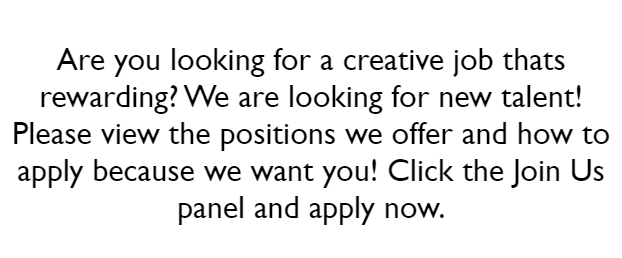 Are you looking for a creative job thats
rewarding? We are looking for new talent!
Please view the positions we offer and how to
apply because we want you! Click the Join Us
panel and apply now.